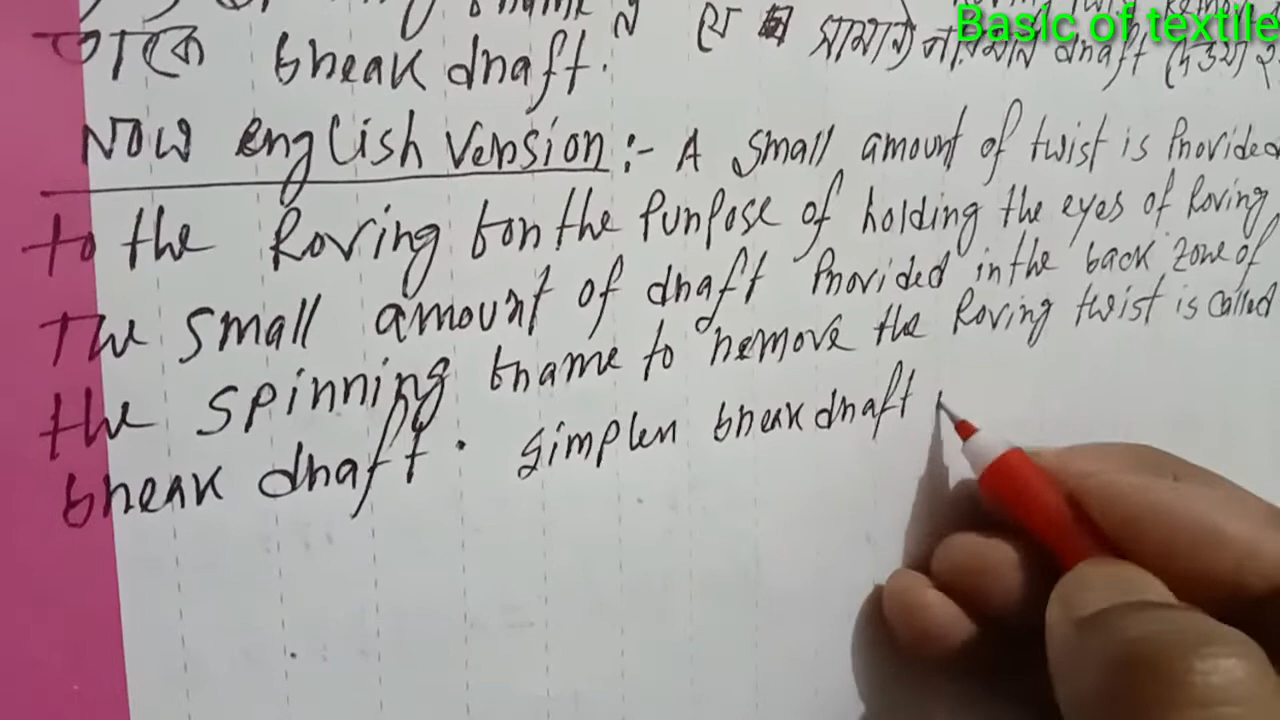 Basic of textile
তাকে break draft.
Now english version :- A small amount of twist is Provided
to the Roving for the Purpose of holding the eyes of Roving
The small amount of draft Provided in the back zone of
the spinning frame to remove the Roving twist is called
break draft. simpler break draft